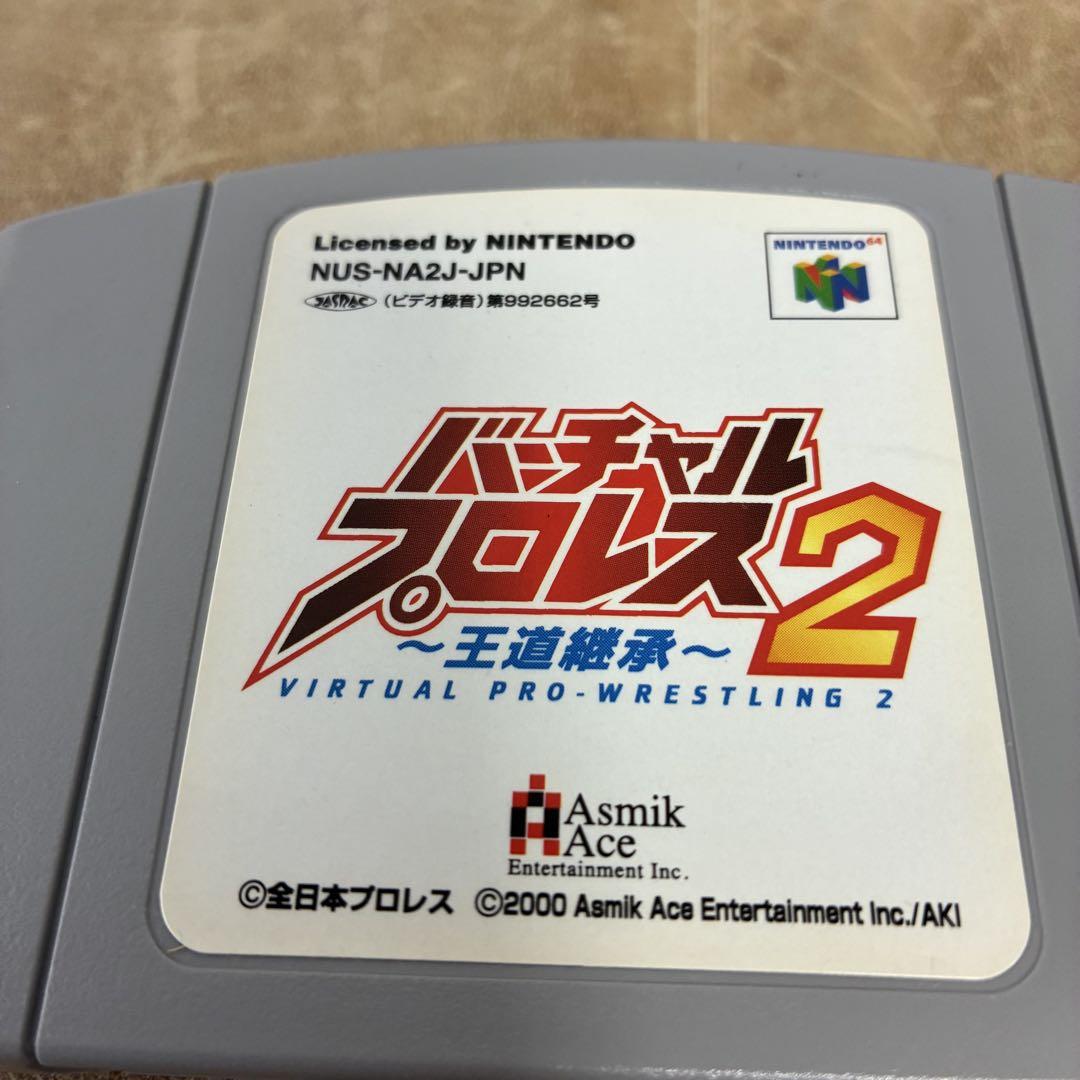 Licensed by NINTENDO
NUS-NA2J-JPN
JASRAC (ビデオ録音)第992662号
NINTENDO64
バーチャル
プロレス2
～王道継承～
VIRTUAL PRO-WRESTLING 2
Asmik
Ace
Entertainment Inc.
©全日本プロレス ©2000 Asmik Ace Entertainment Inc./AKI